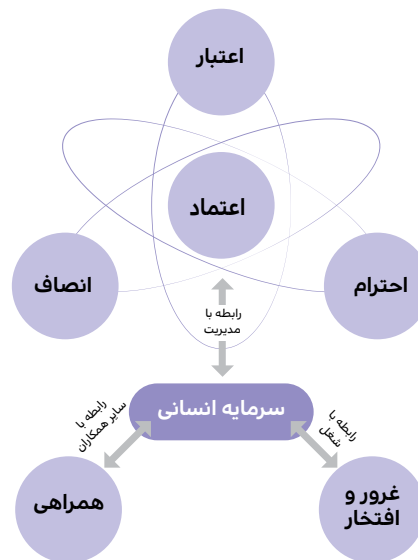 اعتبار
اعتماد
احترام
انصاف
رابطه با
مدیریت
سرمایه انسانی
رابطه با
شغل
رابطه با
سایر همکاران
غرور و
افتخار
همراهی